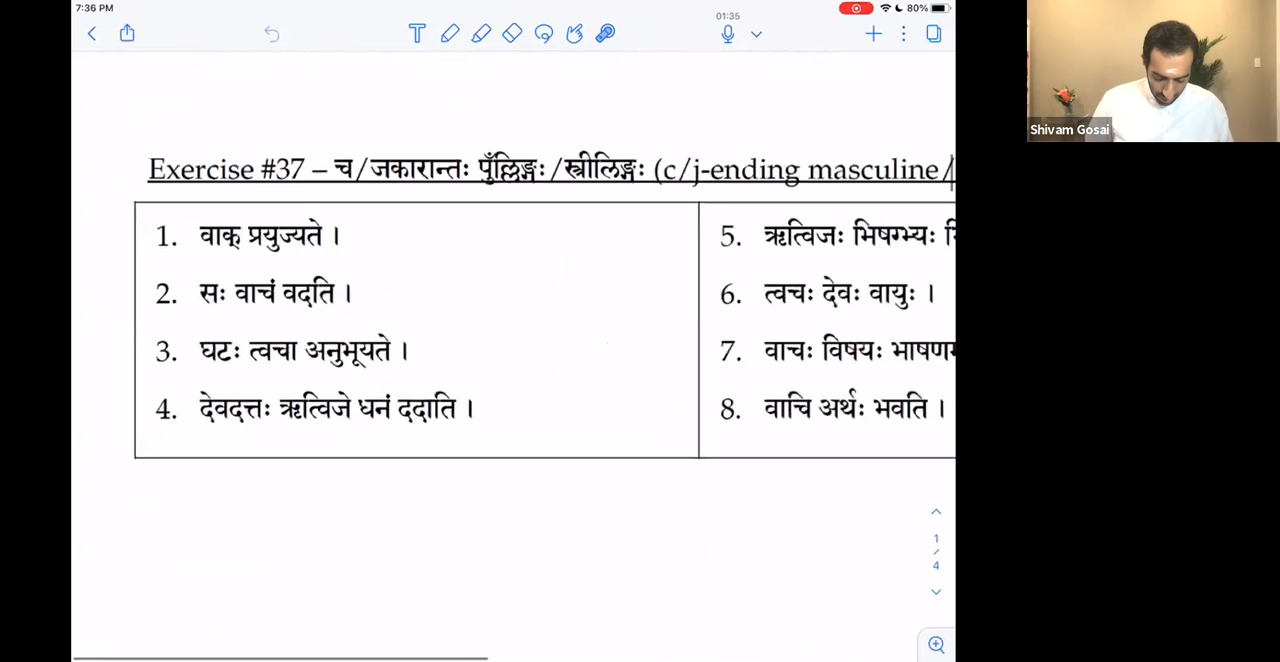 7:36 PM
80%
01:35
Shivam Gosai
Exercise #37 – च/जकारान्तः पुँल्लिङ्गः/स्त्रीलिङ्गः (c/j-ending masculine/
1. वाक् प्रयुज्यते ।
2. सः वाचं वदति ।
3. घटः त्वचा अनुभूयते ।
4. देवदत्तः ऋत्विजे धनं ददाति ।
5. ऋत्विजः भिषग्भ्यः
6. त्वचः देवः वायुः ।
7. वाचः विषयः
8. वाचि अर्थः भवति ।
1
/
4